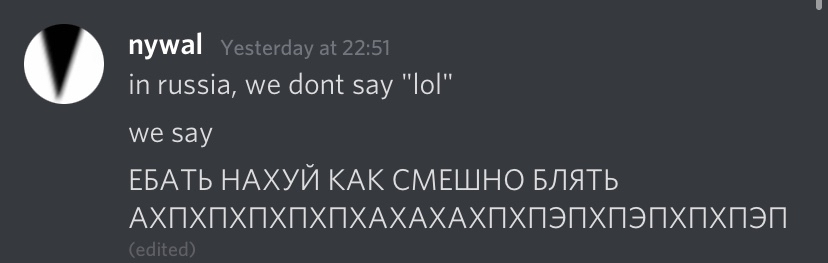 nywal Yesterday at 22:51
in russia, we dont say "lol"
we say
ЕБАТЬ НАХУЙ КАК СМЕШНО БЛЯТЬ
АХПХПХПХПХПХАХАХАХПХПЭПХПЭПХПХПЭП
(edited)